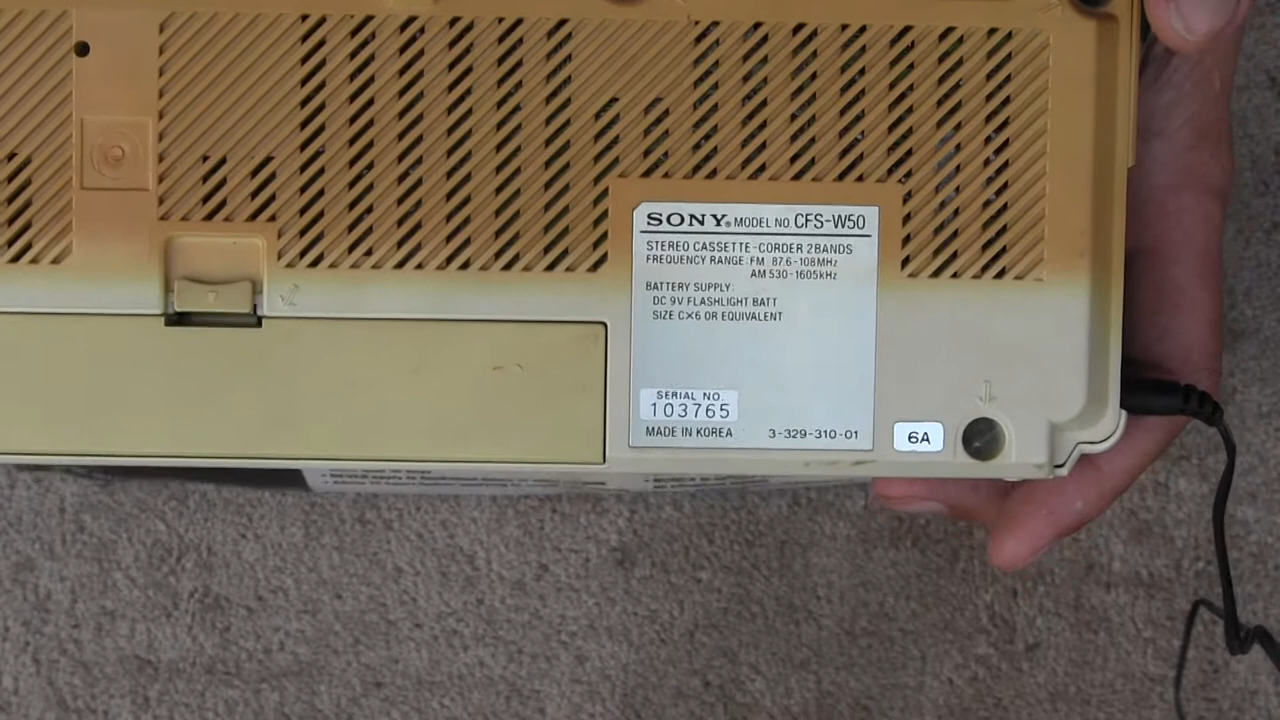 SONY® MODEL NO. CFS-W50
STEREO CASSETTE-CORDER 2BANDS
FREQUENCY RANGE: FM 87.6-108MHz
AM 530-1605kHz
BATTERY SUPPLY:
DC 9V FLASHLIGHT BATT
SIZE C×6 OR EQUIVALENT
SERIAL NO.
103765
MADE IN KOREA 3-329-310-01
6A